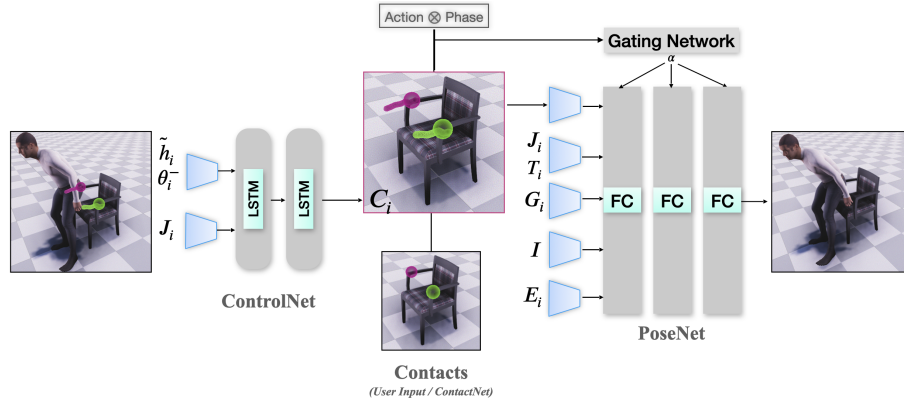 Action ⊗ Phase
Gating Network
α
h̃ᵢ
θᵢ⁻
Jᵢ
LSTM
LSTM
ControlNet
Cᵢ
Contacts
(User Input / ContactNet)
Jᵢ
Tᵢ
Gᵢ
I
Eᵢ
FC
FC
FC
PoseNet